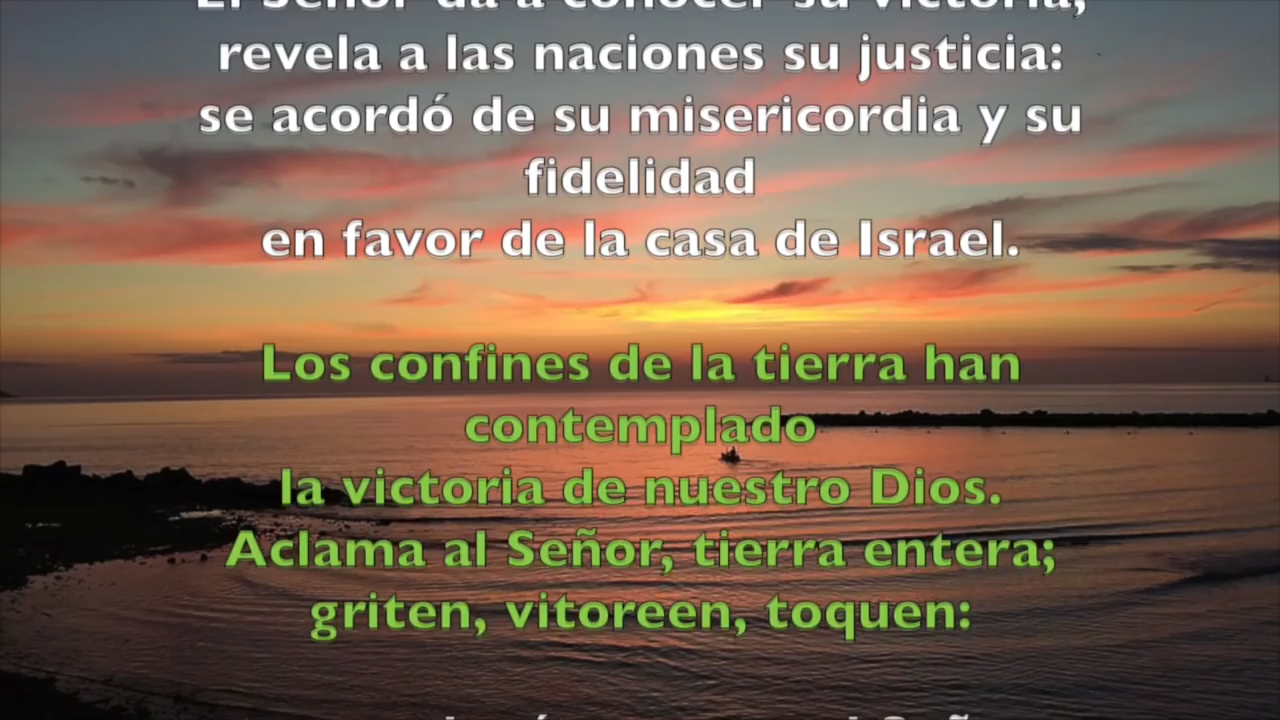 El Señor da a conocer su victoria,
revela a las naciones su justicia:
se acordó de su misericordia y su
fidelidad
en favor de la casa de Israel.
Los confines de la tierra han
contemplado
la victoria de nuestro Dios.
Aclama al Señor, tierra entera;
griten, vitoreen, toquen: